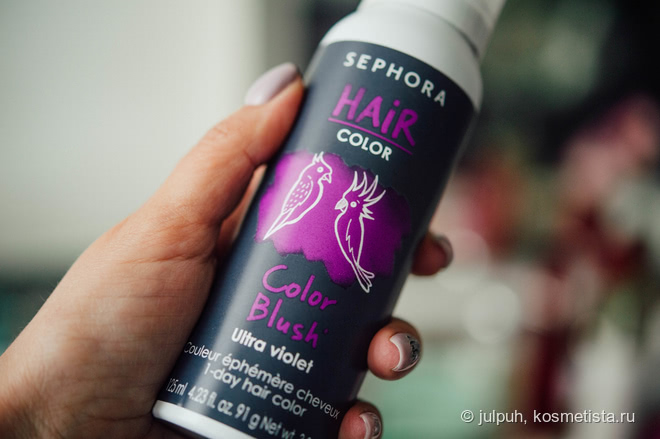 SEPHORA
HAiR
COLOR
Color
Blush
Ultra violet
Couleur éphémère cheveux
1-day hair color
125 ml 4.23 fl. oz. 91 g Net wt.
© julpuh, kosmetista.ru